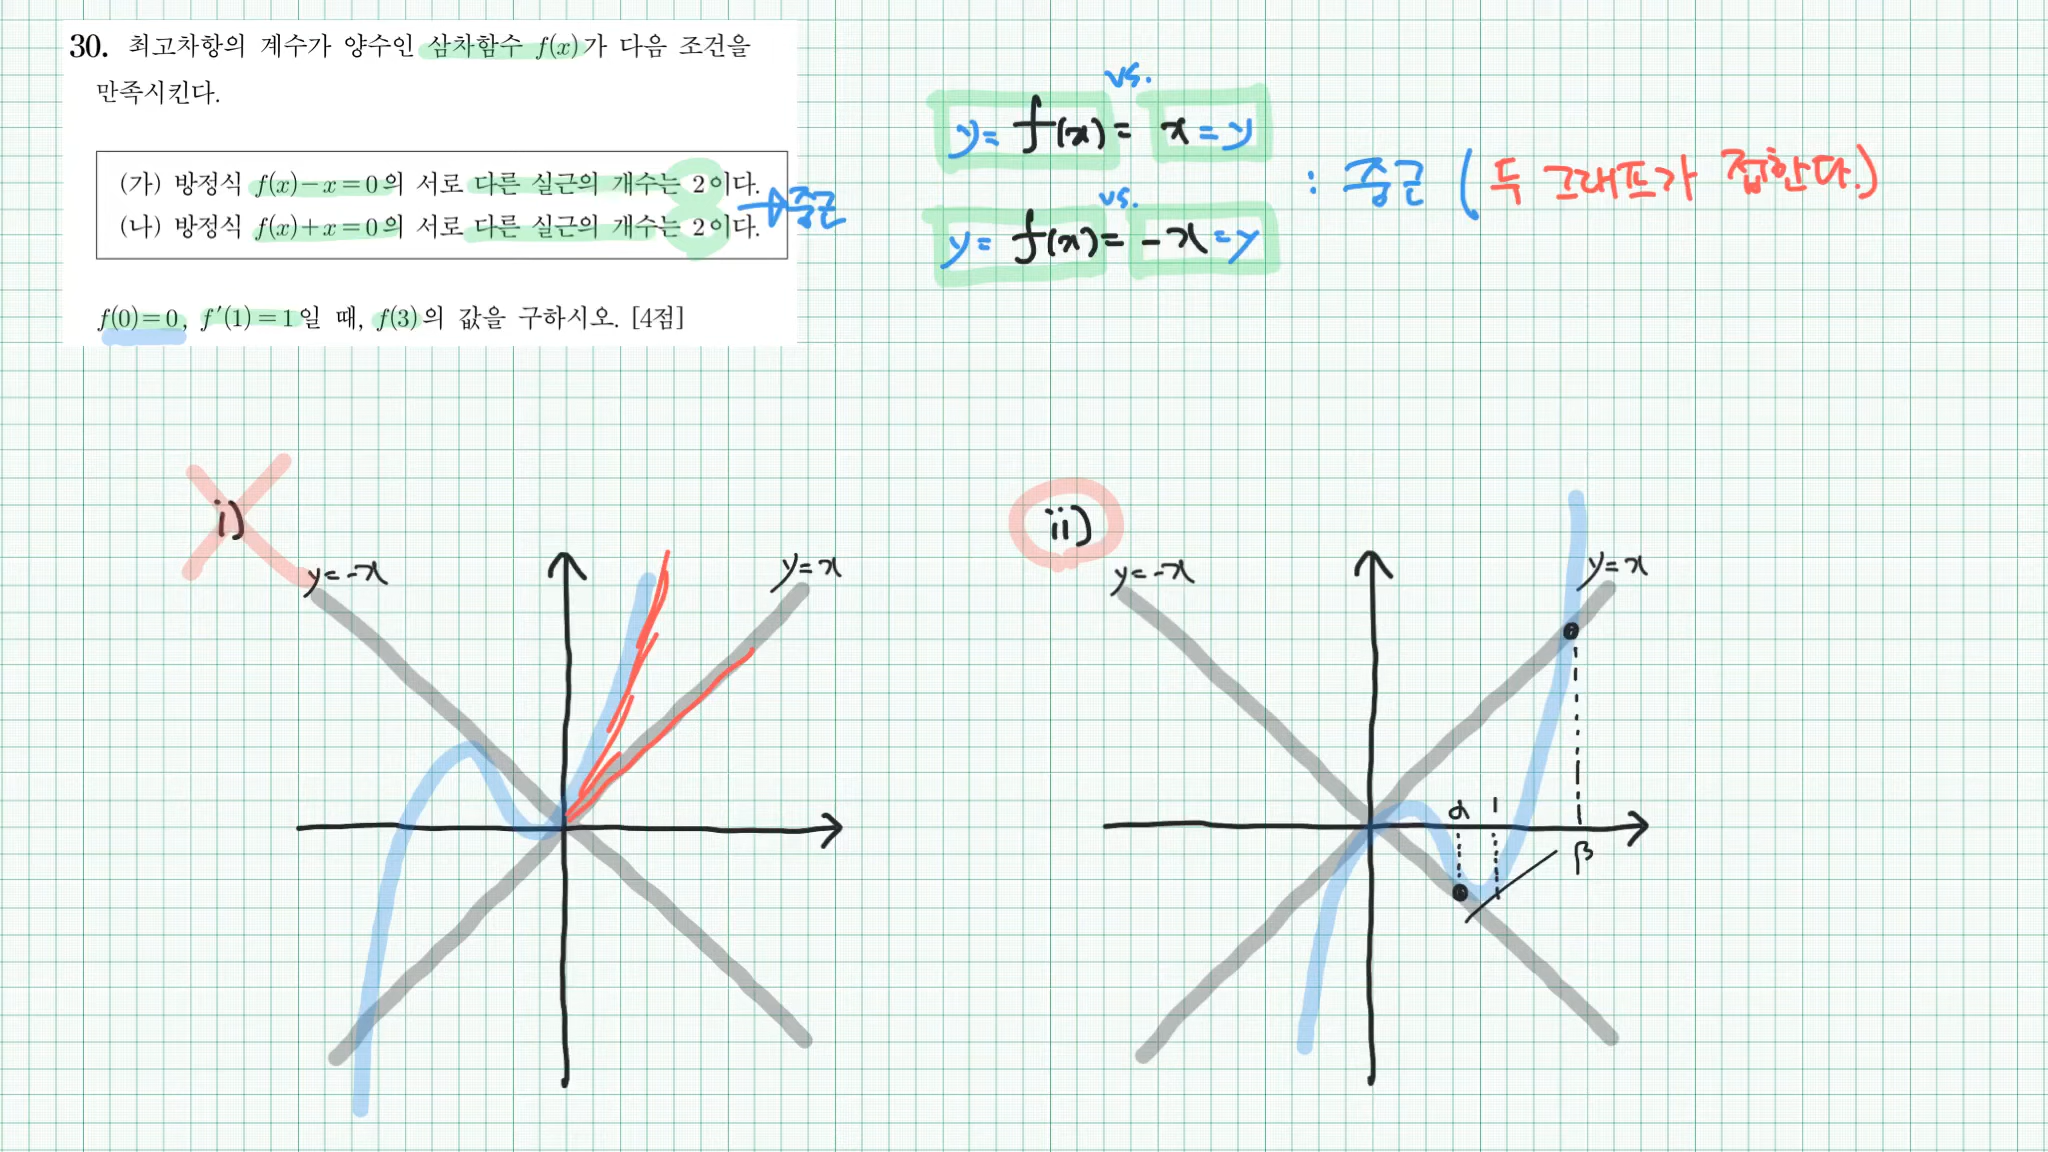 30. 최고차항의 계수가 양수인 삼차함수 f(x)가 다음 조건을
만족시킨다.
(가) 방정식 f(x)-x=0의 서로 다른 실근의 개수는 2이다.
(나) 방정식 f(x)+x=0의 서로 다른 실근의 개수는 2이다.
→중근
f(0)=0, f′(1)=1일 때, f(3)의 값을 구하시오. [4점]
vs.
y= f(x)= x =y
vs.
y= f(x)= -x =y
: 중근 (두 그래프가 접한다.)
i)
y=-x
y=x
ii)
y=-x
y=x
α
1
β